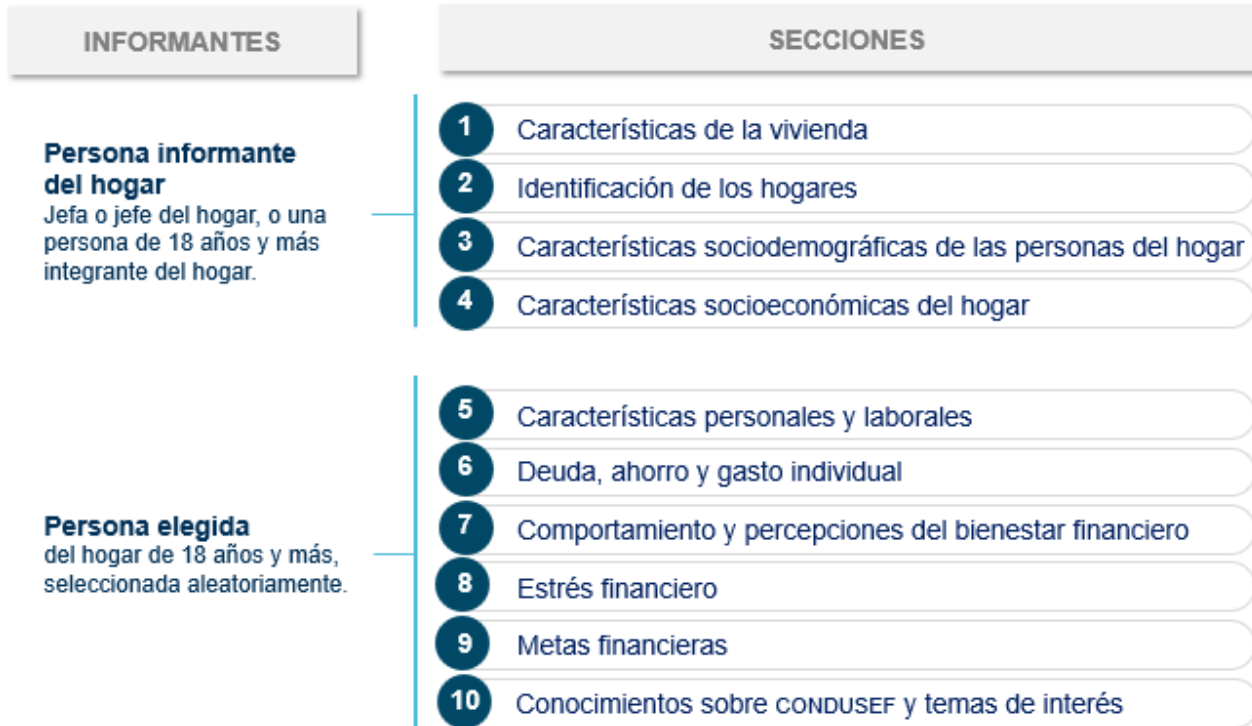 INFORMANTES
SECCIONES
Persona informante
del hogar
Jefa o jefe del hogar, o una
persona de 18 años y más
integrante del hogar.
1 Características de la vivienda
2 Identificación de los hogares
3 Características sociodemográficas de las personas del hogar
4 Características socioeconómicas del hogar
Persona elegida
del hogar de 18 años y más,
seleccionada aleatoriamente.
5 Características personales y laborales
6 Deuda, ahorro y gasto individual
7 Comportamiento y percepciones del bienestar financiero
8 Estrés financiero
9 Metas financieras
10 Conocimientos sobre CONDUSEF y temas de interés